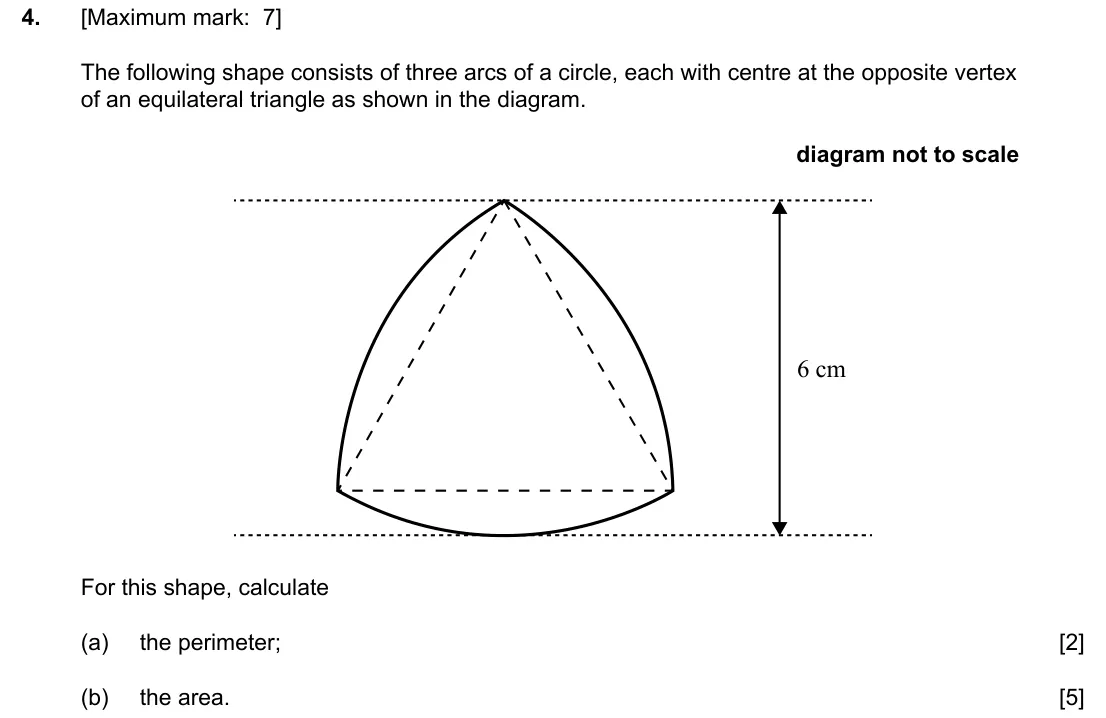 4. [Maximum mark: 7]
The following shape consists of three arcs of a circle, each with centre at the opposite vertex
of an equilateral triangle as shown in the diagram.
diagram not to scale
6 cm
For this shape, calculate
(a) the perimeter; [2]
(b) the area. [5]